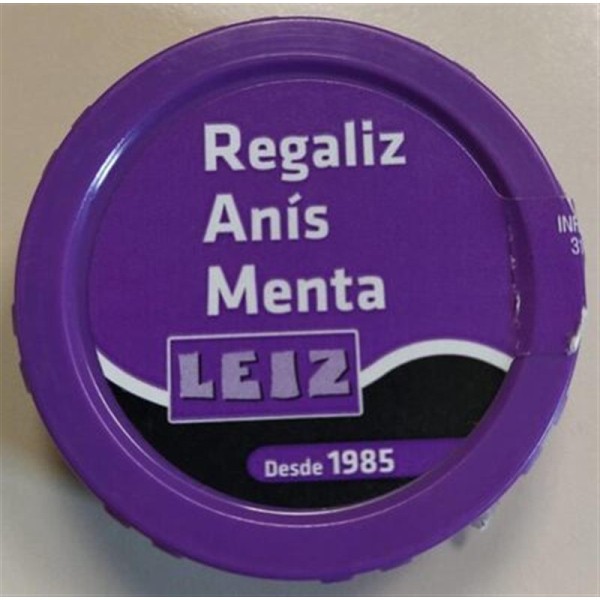 Regaliz
Anís
Menta
LEIZ
Desde 1985